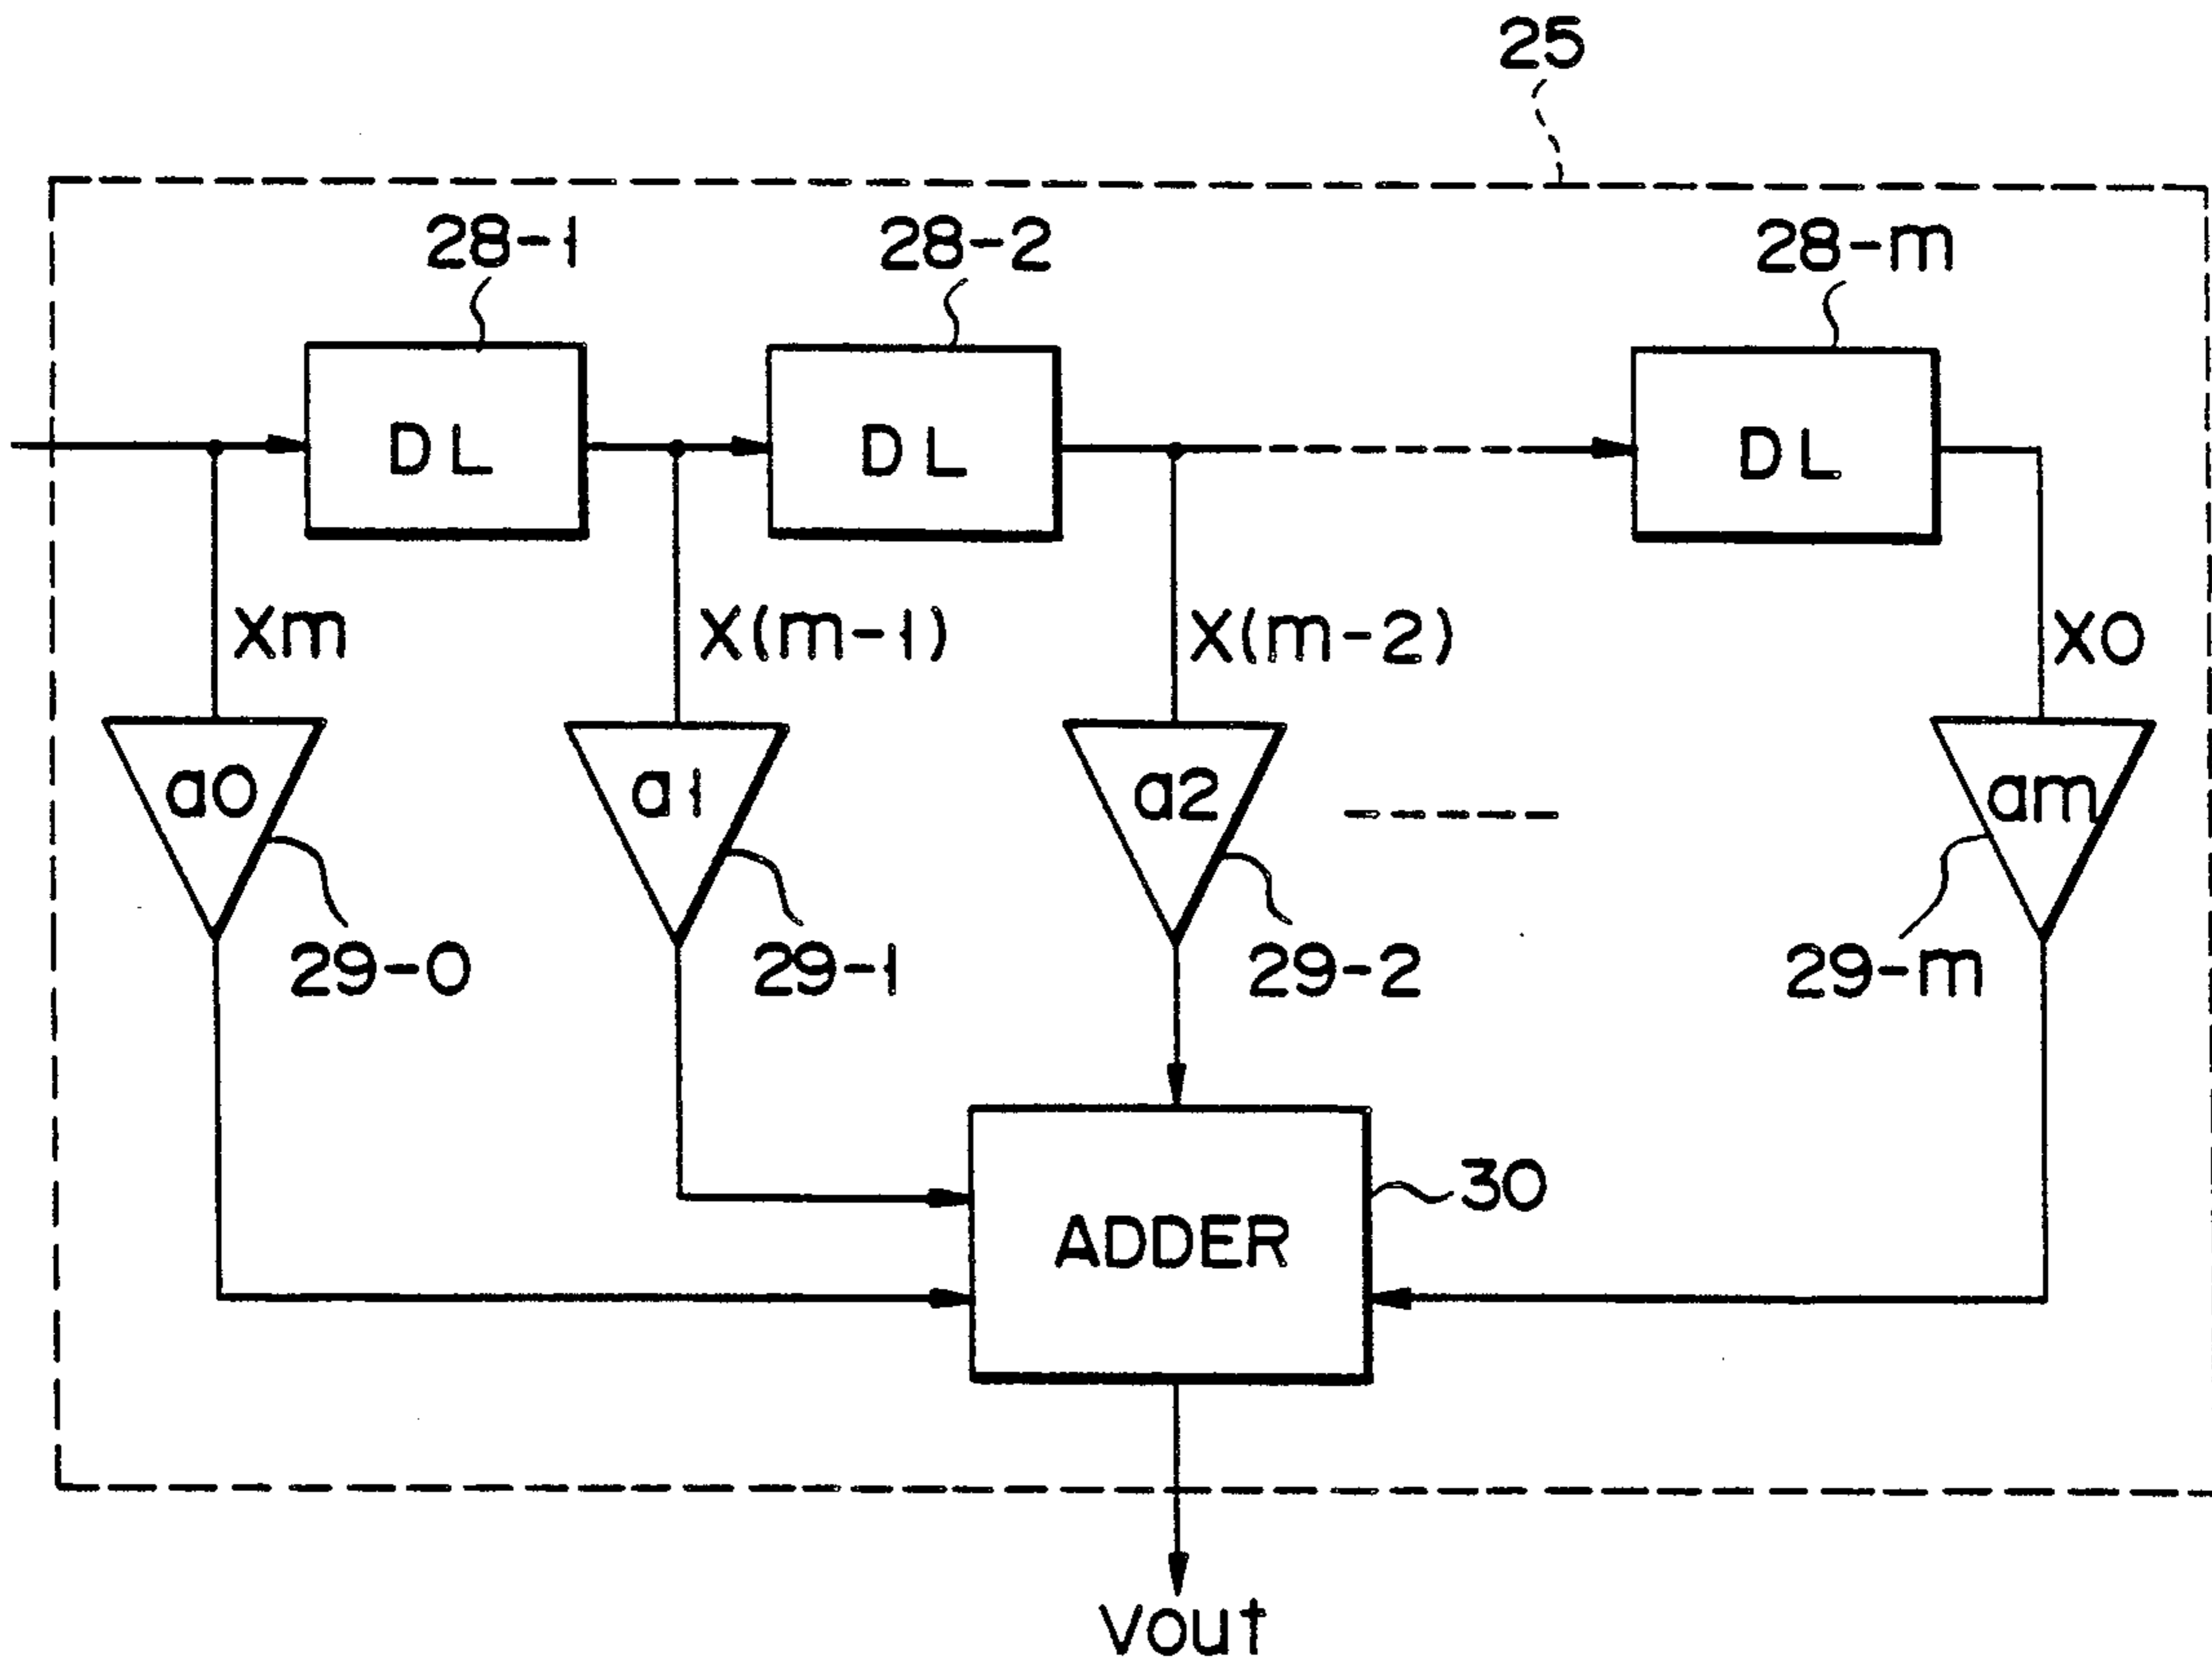 25
28-1 28-2 28-m
DL DL DL
Xm X(m-1) X(m-2) X0
a0 a1 a2 am
29-0 29-1 29-2 29-m
30
ADDER
Vout